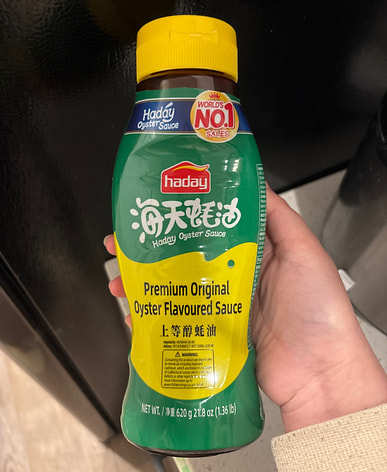 Haday
Oyster Sauce
WORLD'S
NO.1
SALES
haday
海天蚝油
Haday Oyster Sauce
Premium Original
Oyster Flavoured Sauce
上等醇蚝油
WARNING
NET WT. / 净重 620 g 21.8 oz (1.36 lb)